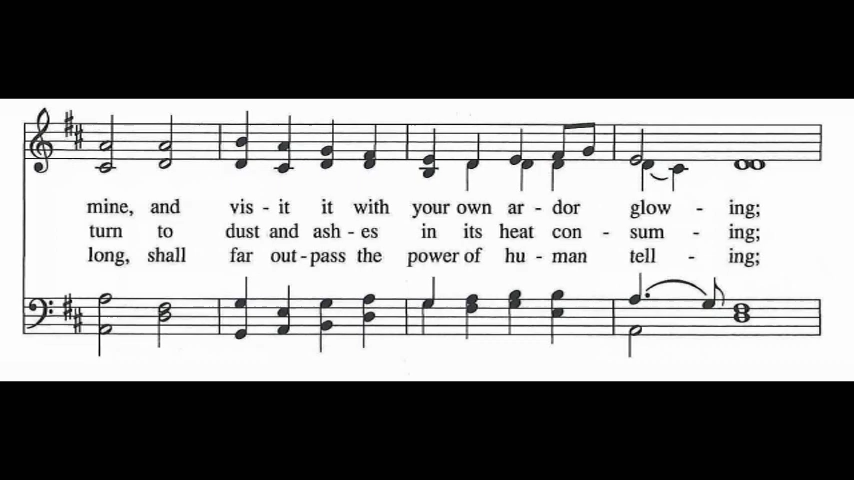 mine, and vis - it it with your own ar - dor glow - ing;
turn to dust and ash - es in its heat con - sum - ing;
long, shall far out - pass the power of hu - man tell - ing;